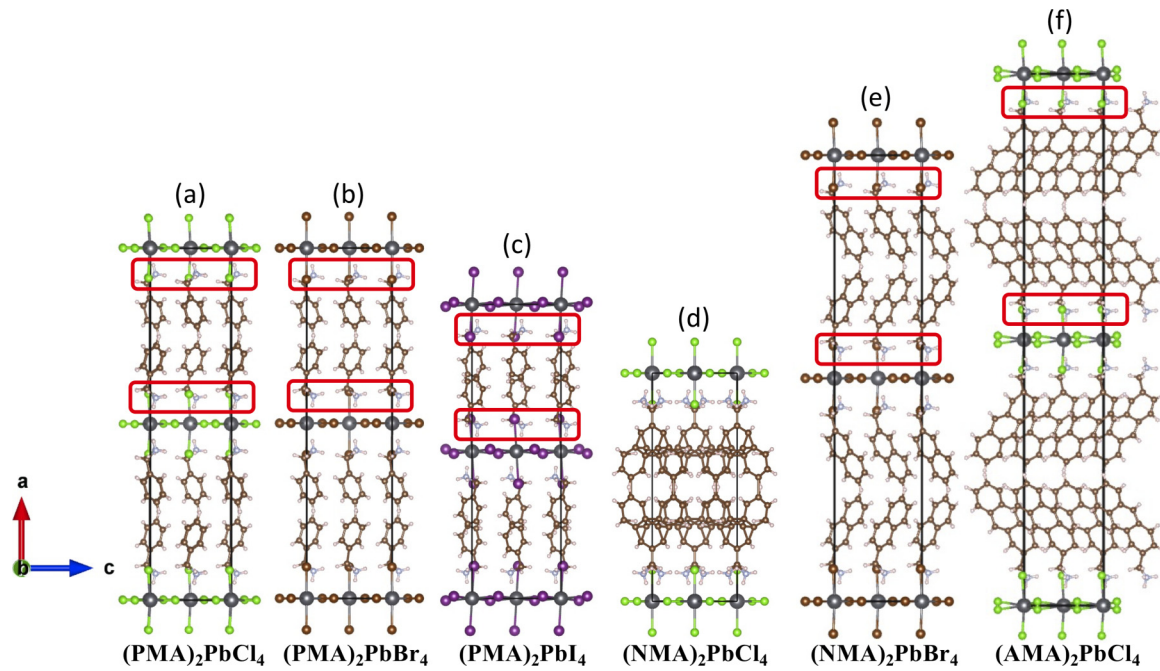 (f)
(e)
(a)
(b)
(c)
(d)
a
b
c
(PMA)₂PbCl₄
(PMA)₂PbBr₄
(PMA)₂PbI₄
(NMA)₂PbCl₄
(NMA)₂PbBr₄
(AMA)₂PbCl₄